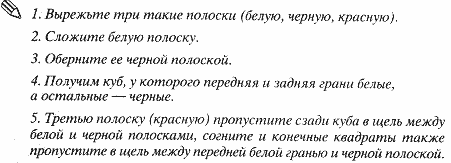 1. Вырежьте три такие полоски (белую, черную, красную).
2. Сложите белую полоску.
3. Оберните ее черной полоской.
4. Получим куб, у которого передняя и задняя грани белые,
а остальные — черные.
5. Третью полоску (красную) пропустите сзади куба в щель между
белой и черной полосками, согните и конечные квадраты также
пропустите в щель между передней белой гранью и черной полоской.